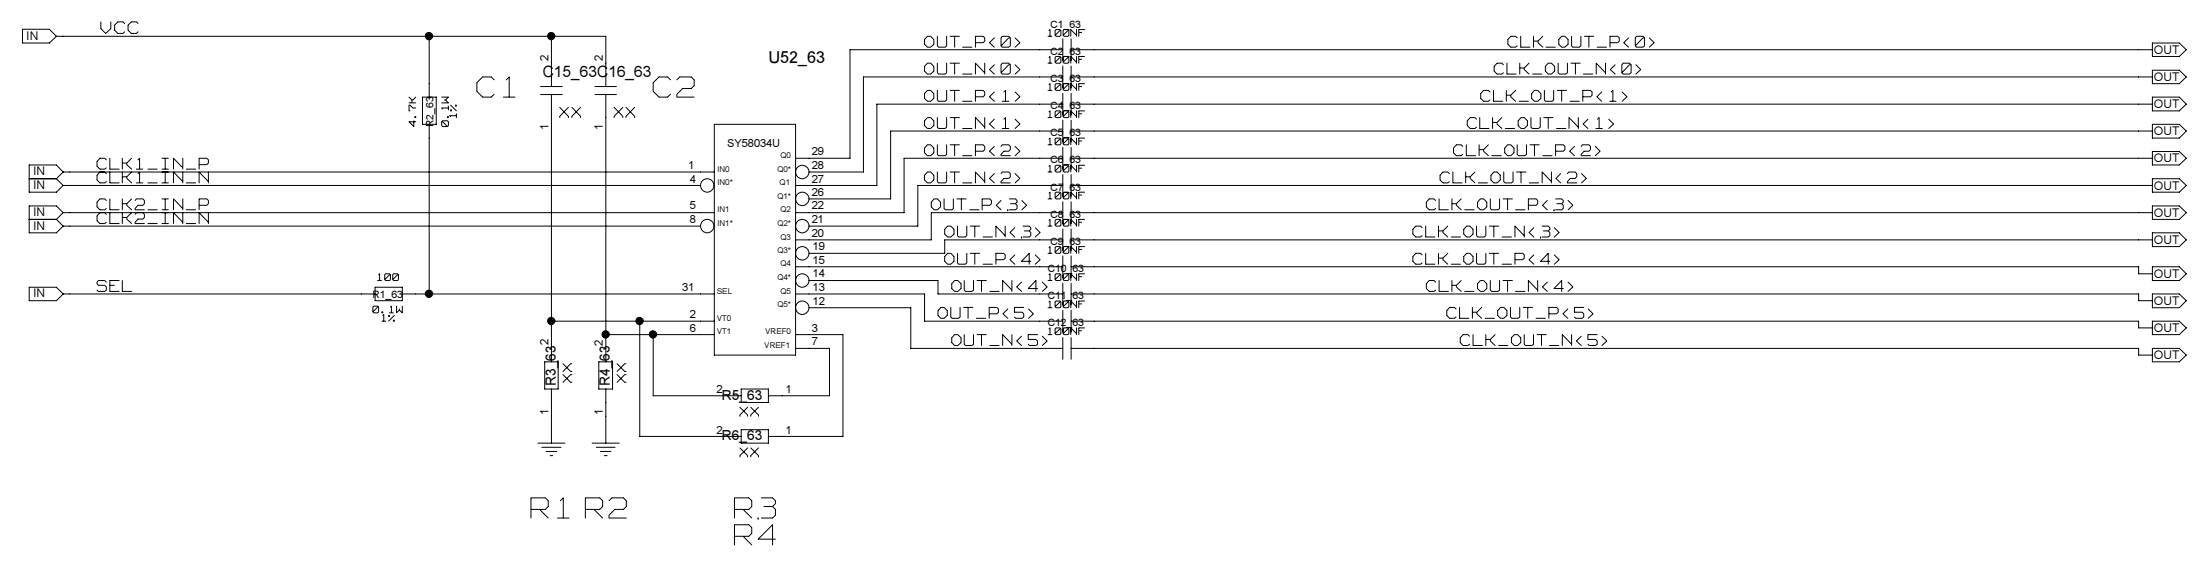 IN VCC
C1 C15_63 C16_63 C2
2 2
XX XX
1 1
4.7K R2_63 0.1W 1%
U52_63
SY58034U
IN CLK1_IN_P 1 IN0
IN CLK1_IN_N 4 IN0*
IN CLK2_IN_P 5 IN1
IN CLK2_IN_N 8 IN1*
IN SEL 31 SEL
100
R1_63
0.1W
1%
2 VT0
6 VT1
Q0 29
Q0* 28
Q1 27
Q1* 26
Q2 22
Q2* 21
Q3 20
Q3* 19
Q4 15
Q4* 14
Q5 13
Q5* 12
VREF0 3
VREF1 7
2 R3_63 XX 1
2 R4_63 XX 1
2 R5_63 1
XX
2 R6_63 1
XX
C1_63
100NF
OUT_P<0> CLK_OUT_P<0> OUT
C2_63
100NF
OUT_N<0> CLK_OUT_N<0> OUT
C3_63
100NF
OUT_P<1> CLK_OUT_P<1> OUT
C4_63
100NF
OUT_N<1> CLK_OUT_N<1> OUT
C5_63
100NF
OUT_P<2> CLK_OUT_P<2> OUT
C6_63
100NF
OUT_N<2> CLK_OUT_N<2> OUT
C7_63
100NF
OUT_P<3> CLK_OUT_P<3> OUT
C8_63
100NF
OUT_N<3> CLK_OUT_N<3> OUT
C9_63
100NF
OUT_P<4> CLK_OUT_P<4> OUT
C10_63
100NF
OUT_N<4> CLK_OUT_N<4> OUT
C11_63
100NF
OUT_P<5> CLK_OUT_P<5> OUT
C12_63
100NF
OUT_N<5> CLK_OUT_N<5> OUT
R1 R2 R3
R4